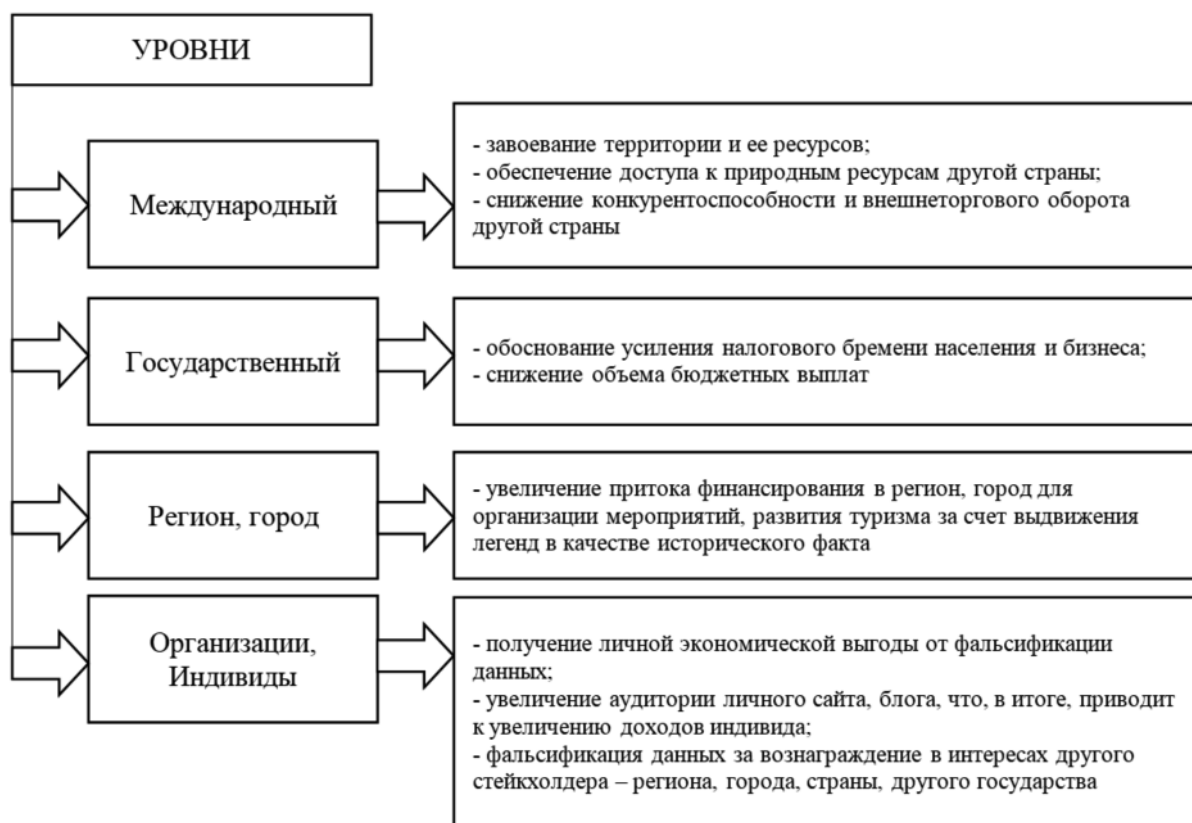 УРОВНИ
Международный
- завоевание территории и ее ресурсов;
- обеспечение доступа к природным ресурсам другой страны;
- снижение конкурентоспособности и внешнеторгового оборота
другой страны
Государственный
- обоснование усиления налогового бремени населения и бизнеса;
- снижение объема бюджетных выплат
Регион, город
- увеличение притока финансирования в регион, город для
организации мероприятий, развития туризма за счет выдвижения
легенд в качестве исторического факта
Организации,
Индивиды
- получение личной экономической выгоды от фальсификации
данных;
- увеличение аудитории личного сайта, блога, что, в итоге, приводит
к увеличению доходов индивида;
- фальсификация данных за вознаграждение в интересах другого
стейкхолдера – региона, города, страны, другого государства